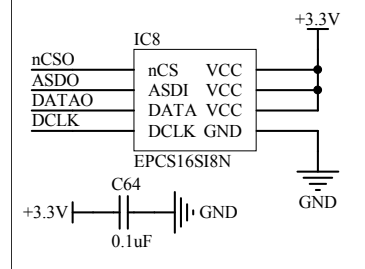 +3.3V
IC8
nCSO
nCS VCC
ASDO
ASDI VCC
DATAO
DATA VCC
DCLK
DCLK GND
EPCS16SI8N
GND
C64
+3.3V
GND
0.1uF